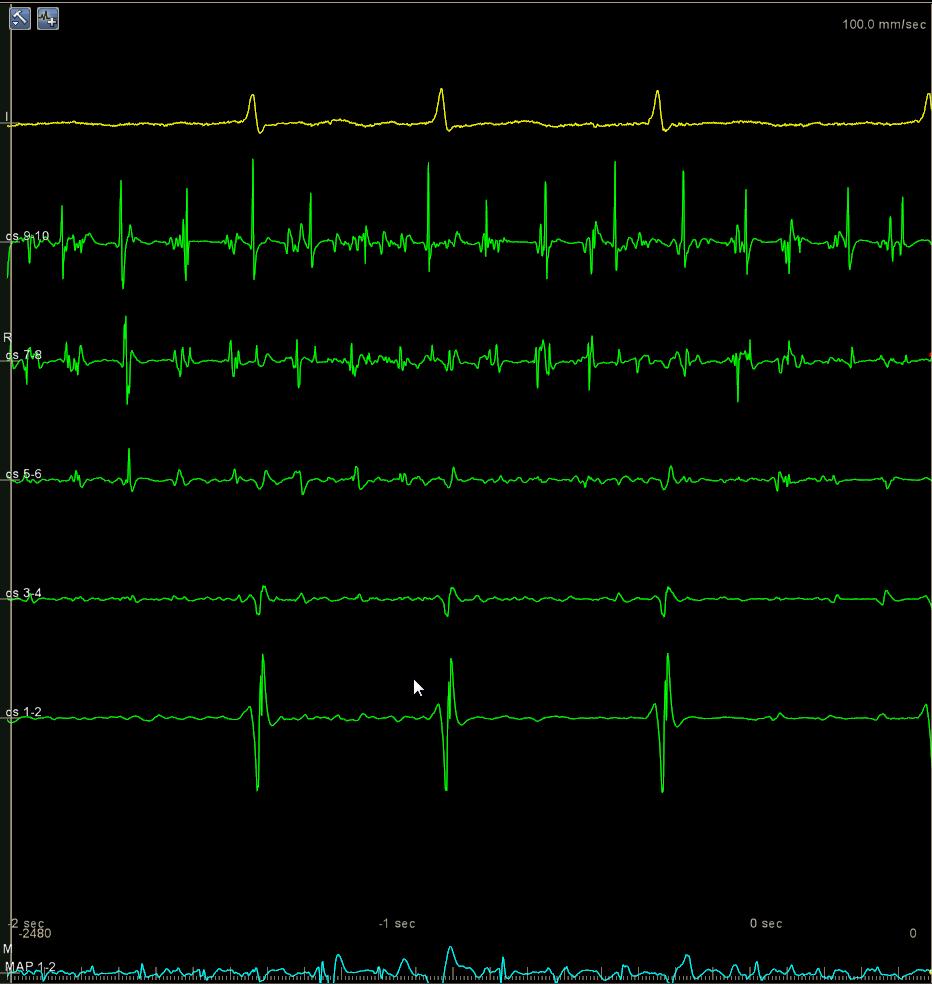 100.0 mm/sec
I
cs 9-10
R
cs 7-8
cs 5-6
cs 3-4
cs 1-2
-2 sec
-1 sec
0 sec
-2480
0
M
MAP 1-2